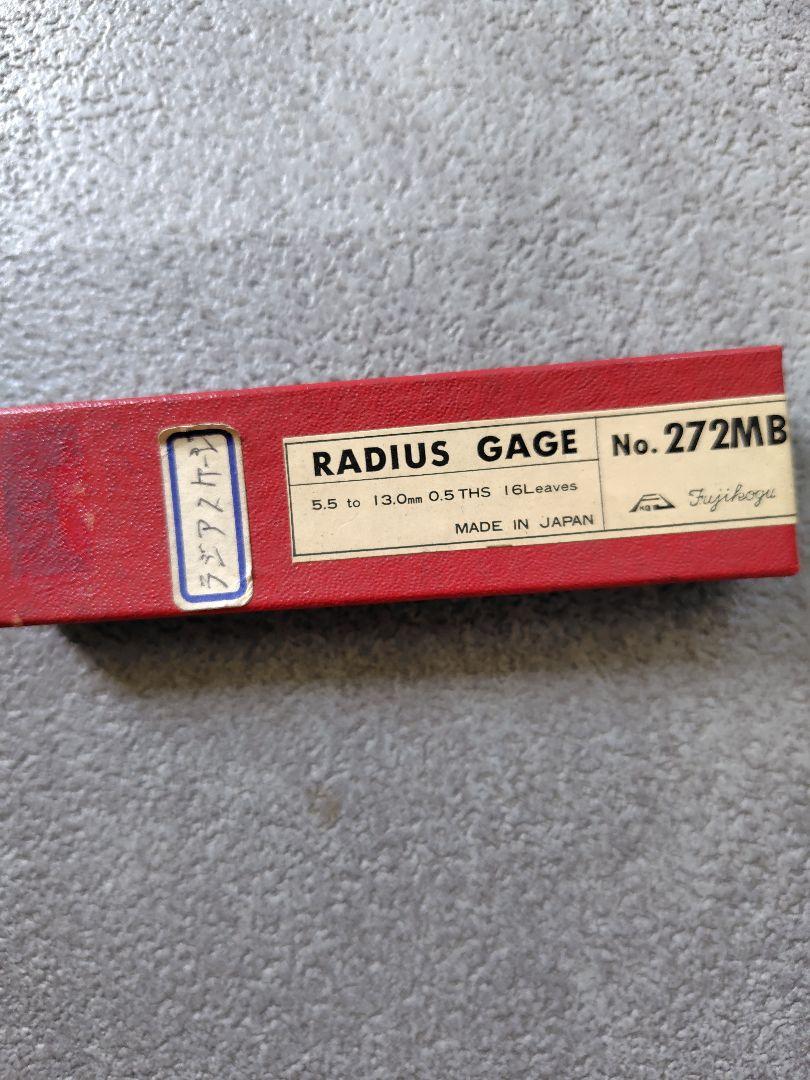 ラジアスゲージ
RADIUS GAGE
5.5 to 13.0mm 0.5 THS 16Leaves
MADE IN JAPAN
No. 272MB
KG Fujikogu